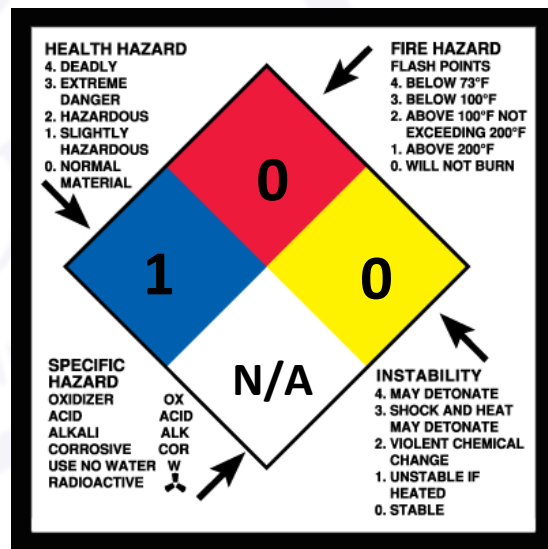 HEALTH HAZARD
4. DEADLY
3. EXTREME
DANGER
2. HAZARDOUS
1. SLIGHTLY
HAZARDOUS
0. NORMAL
MATERIAL
FIRE HAZARD
FLASH POINTS
4. BELOW 73°F
3. BELOW 100°F
2. ABOVE 100°F NOT
EXCEEDING 200°F
1. ABOVE 200°F
0. WILL NOT BURN
0
1
0
N/A
SPECIFIC
HAZARD
OXIDIZER OX
ACID ACID
ALKALI ALK
CORROSIVE COR
USE NO WATER W
RADIOACTIVE
INSTABILITY
4. MAY DETONATE
3. SHOCK AND HEAT
MAY DETONATE
2. VIOLENT CHEMICAL
CHANGE
1. UNSTABLE IF
HEATED
0. STABLE